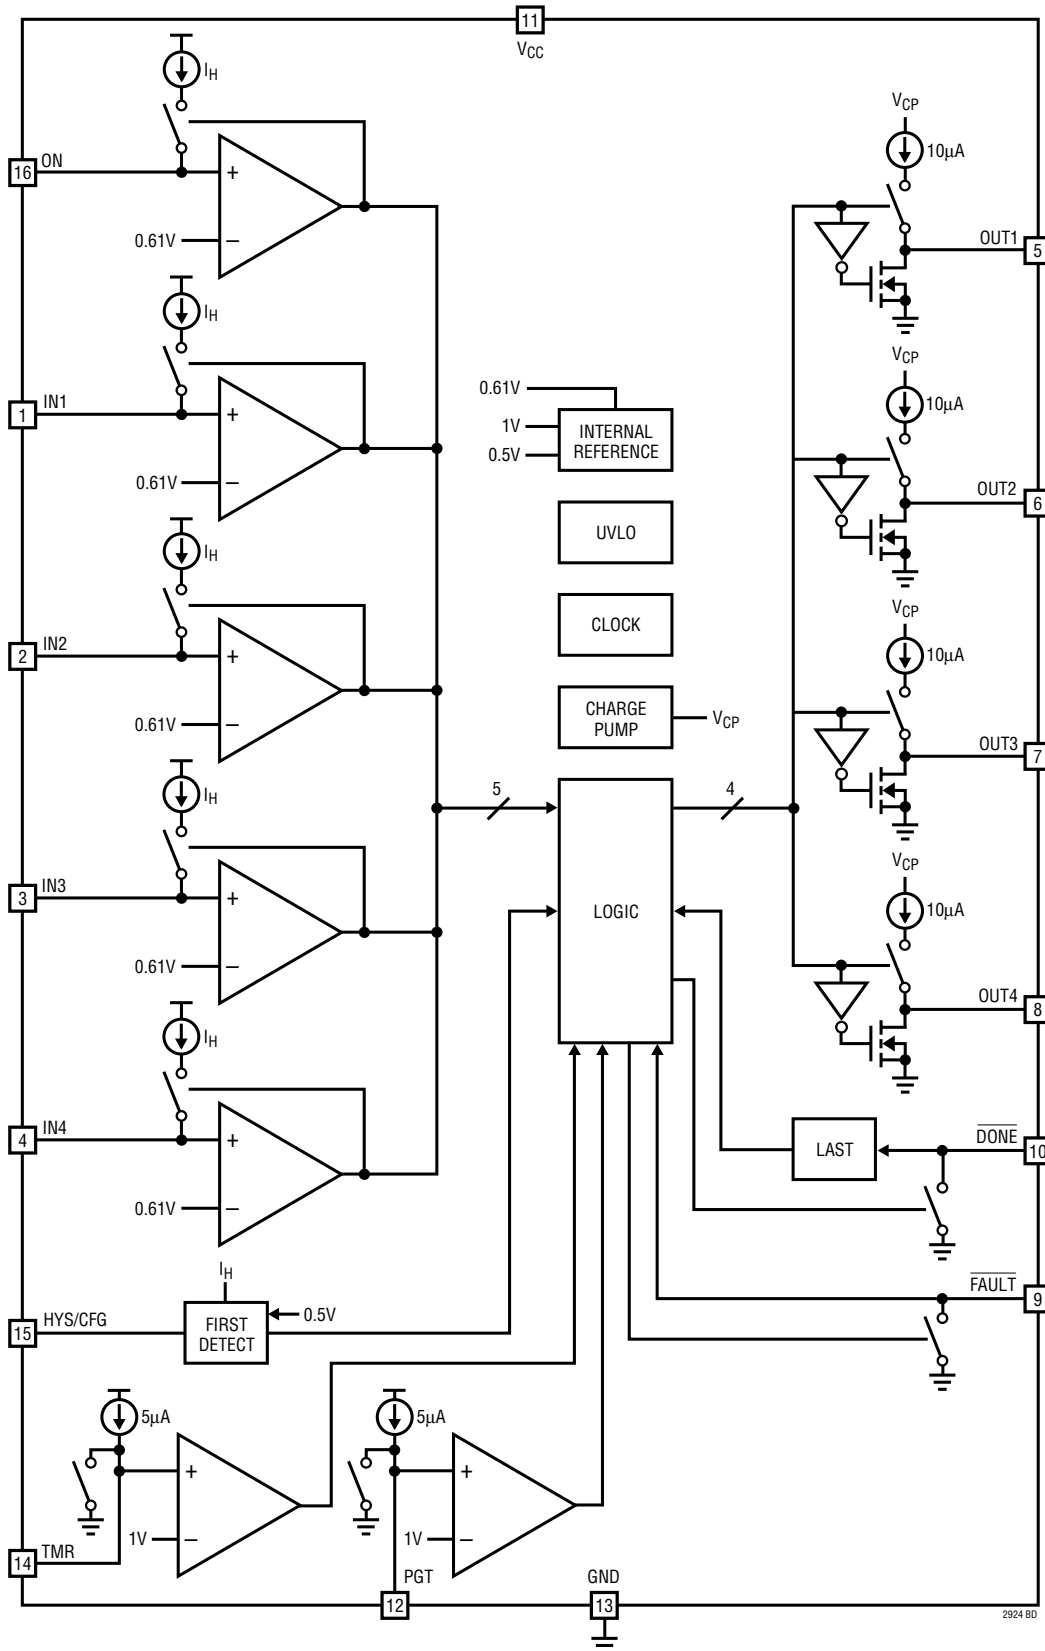 11
VCC
IH
16
ON
+
0.61V
–
IH
1
IN1
+
0.61V
–
IH
2
IN2
+
0.61V
–
IH
3
IN3
+
0.61V
–
IH
4
IN4
+
0.61V
–
0.61V
1V
0.5V
INTERNAL
REFERENCE
UVLO
CLOCK
CHARGE
PUMP
VCP
5
LOGIC
4
VCP
10µA
OUT1
5
VCP
10µA
OUT2
6
VCP
10µA
OUT3
7
VCP
10µA
OUT4
8
LAST
DONE
10
FAULT
9
IH
15
HYS/CFG
FIRST
DETECT
0.5V
5µA
+
1V
–
14
TMR
5µA
+
1V
–
PGT
12
GND
13
2924 BD